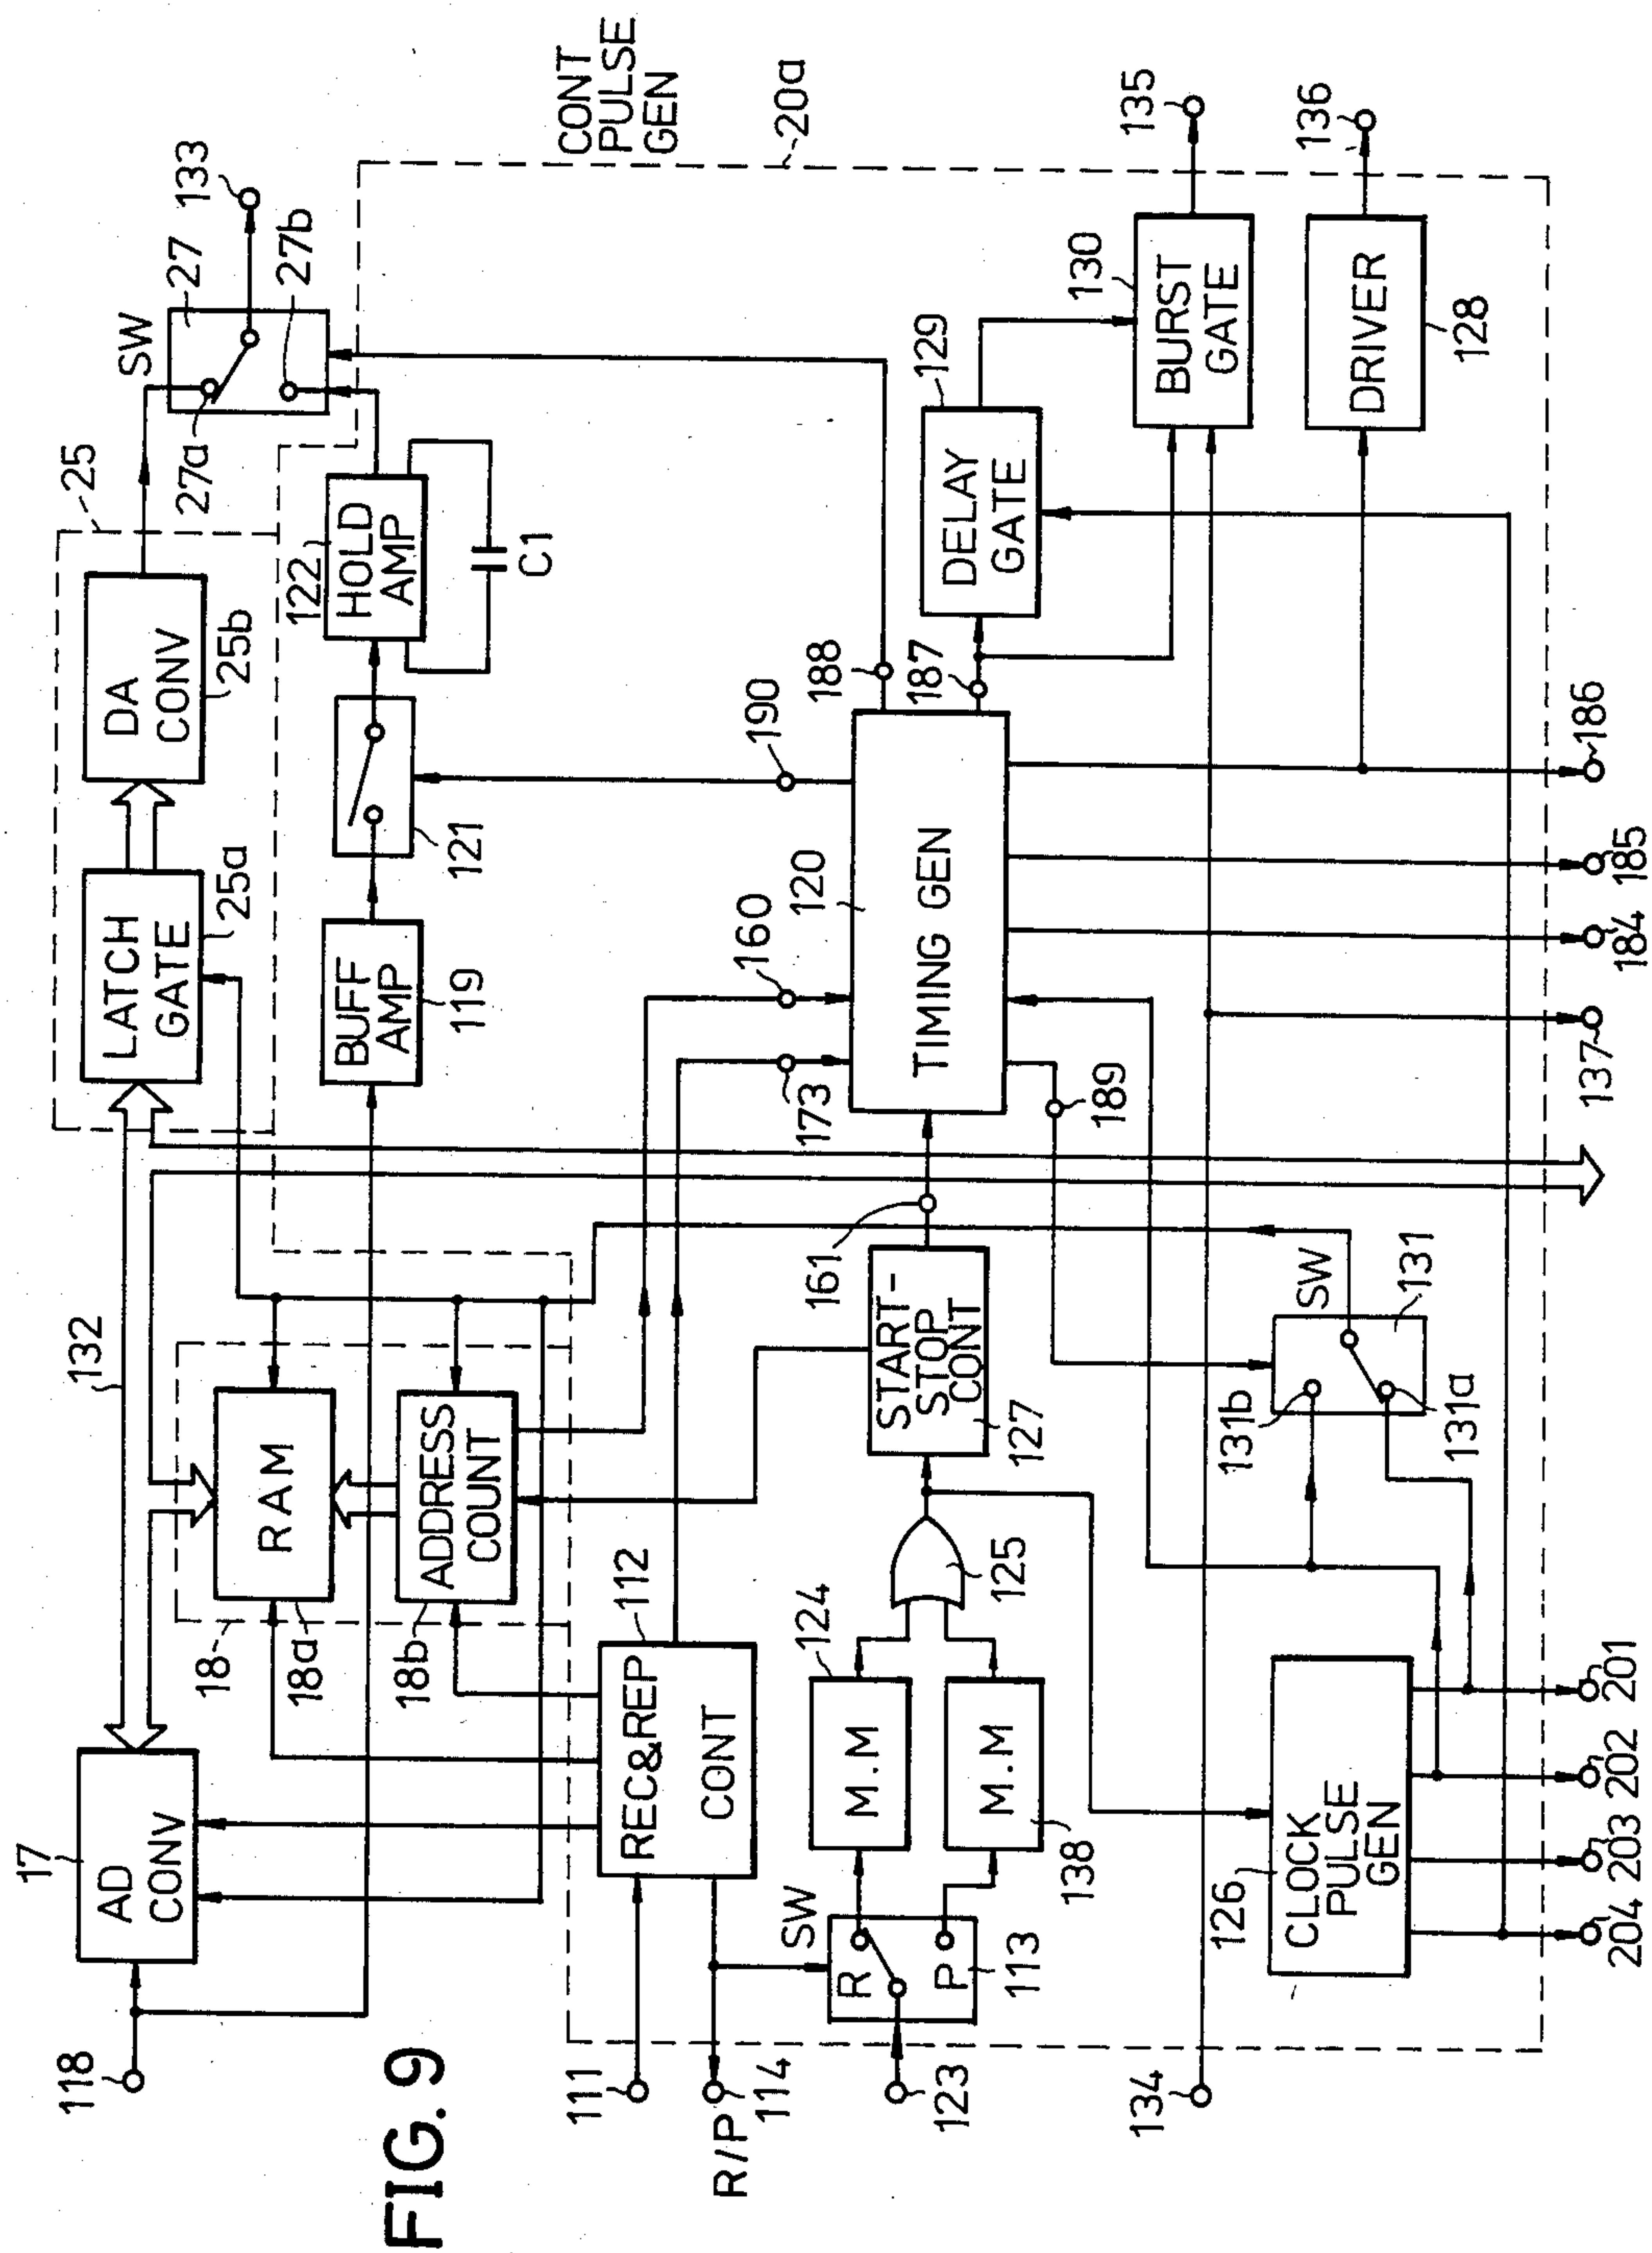 FIG. 9
118
17
AD
CONV
132
18
18a
RAM
18b
ADDRESS
COUNT
25
LATCH
GATE
25a
DA
CONV
25b
SW
27
27a
27b
133
BUFF
AMP
119
121
122
HOLD
AMP
C1
CONT
PULSE
GEN
20a
111
R/P
114
112
REC&REP
CONT
173
160
190
188
187
120
TIMING GEN
189
161
START-
STOP
CONT
127
123
SW
R
P
113
124
M.M
M.M
138
125
129
DELAY
GATE
130
BURST
GATE
135
DRIVER
128
136
134
126
CLOCK
PULSE
GEN
SW
131
131b
131a
204
203
202
201
137
184
185
186